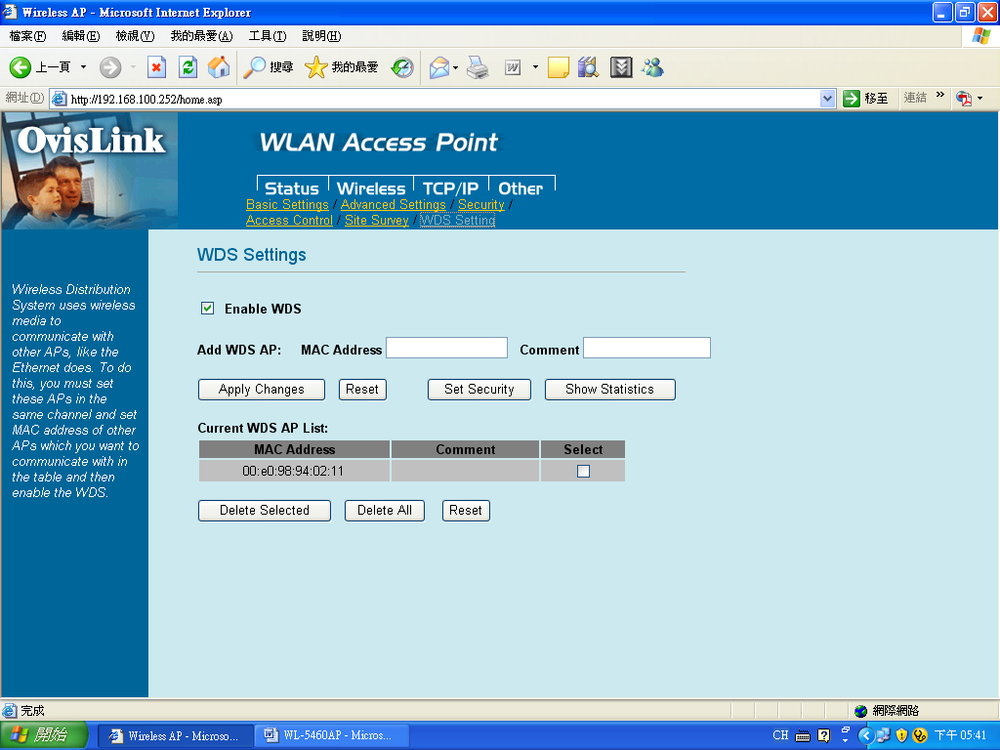 Wireless AP - Microsoft Internet Explorer
檔案(F) 編輯(E) 檢視(V) 我的最愛(A) 工具(T) 說明(H)
上一頁 搜尋 我的最愛
網址(D) http://192.168.100.252/home.asp 移至 連結 »
OvisLink
WLAN Access Point
Status Wireless TCP/IP Other
Basic Settings / Advanced Settings / Security /
Access Control / Site Survey / WDS Setting
Wireless Distribution
System uses wireless
media to
communicate with
other APs, like the
Ethernet does. To do
this, you must set
these APs in the
same channel and set
MAC address of other
APs which you want to
communicate with in
the table and then
enable the WDS.
WDS Settings
Enable WDS
Add WDS AP: MAC Address Comment
Apply Changes Reset Set Security Show Statistics
Current WDS AP List:
MAC Address Comment Select
00:e0:98:94:02:11
Delete Selected Delete All Reset
完成 網際網路
開始 Wireless AP - Microso... WL-5460AP - Micros... CH 下午 05:41